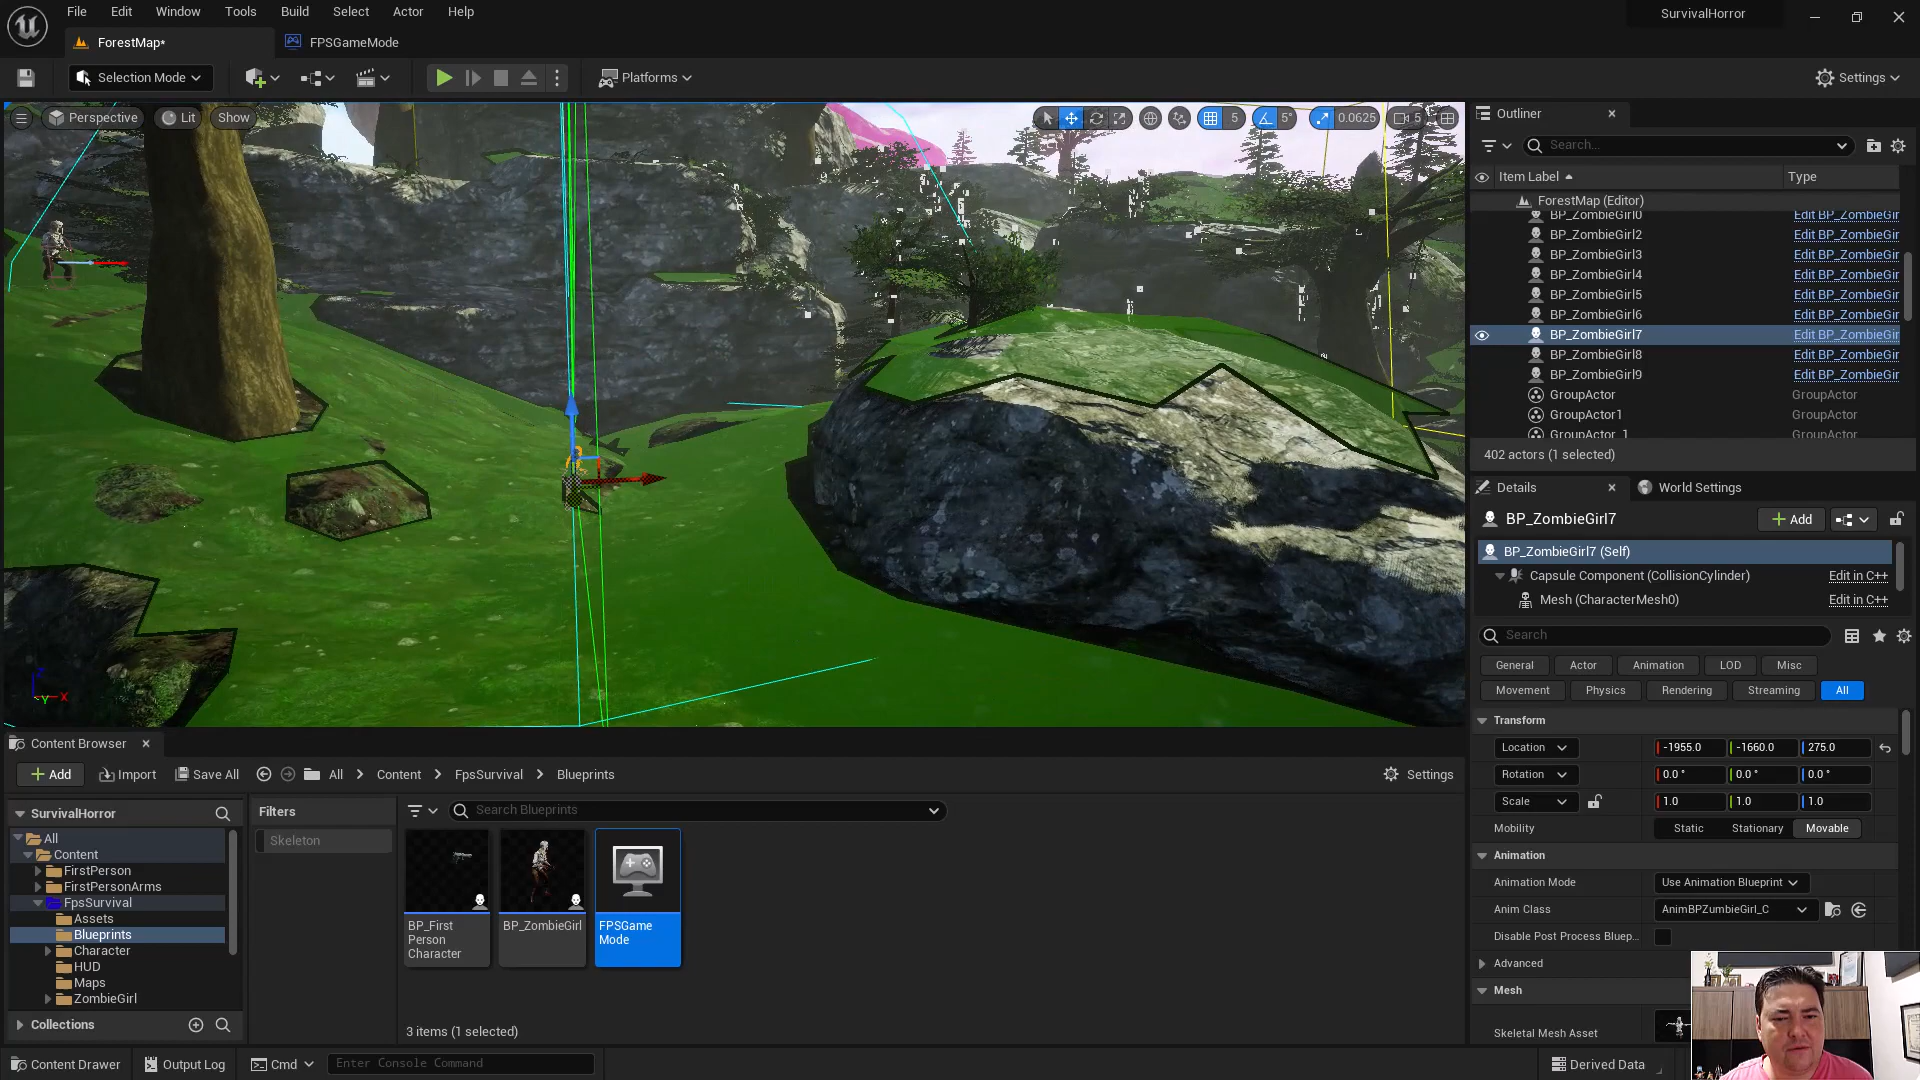 File Edit Window Tools Build Select Actor Help
SurvivalHorror
ForestMap*
FPSGameMode
Selection Mode
Platforms
Settings
Perspective
Lit
Show
5
5°
0.0625
5
Outliner
Search...
Item Label
Type
ForestMap (Editor)
BP_ZombieGirl0 Edit BP_ZombieGir
BP_ZombieGirl2 Edit BP_ZombieGir
BP_ZombieGirl3 Edit BP_ZombieGir
BP_ZombieGirl4 Edit BP_ZombieGir
BP_ZombieGirl5 Edit BP_ZombieGir
BP_ZombieGirl6 Edit BP_ZombieGir
BP_ZombieGirl7 Edit BP_ZombieGir
BP_ZombieGirl8 Edit BP_ZombieGir
BP_ZombieGirl9 Edit BP_ZombieGir
GroupActor GroupActor
GroupActor1 GroupActor
GroupActor_1 GroupActor
402 actors (1 selected)
Details
World Settings
BP_ZombieGirl7
Add
BP_ZombieGirl7 (Self)
Capsule Component (CollisionCylinder) Edit in C++
Mesh (CharacterMesh0) Edit in C++
Search
General Actor Animation LOD Misc
Movement Physics Rendering Streaming All
Transform
Location -1955.0 -1660.0 275.0
Rotation 0.0 ° 0.0 ° 0.0 °
Scale 1.0 1.0 1.0
Mobility Static Stationary Movable
Animation
Animation Mode Use Animation Blueprint
Anim Class AnimBPZumbieGirl_C
Disable Post Process Bluep...
Advanced
Mesh
Skeletal Mesh Asset
X
Y
Content Browser
Add
Import
Save All
All > Content > FpsSurvival > Blueprints
Settings
SurvivalHorror
All
Content
FirstPerson
FirstPersonArms
FpsSurvival
Assets
Blueprints
Character
HUD
Maps
ZombieGirl
Collections
Filters
Skeleton
Search Blueprints
BP_First
Person
Character
BP_ZombieGirl
FPSGame
Mode
3 items (1 selected)
Content Drawer
Output Log
Cmd
Enter Console Command
Derived Data